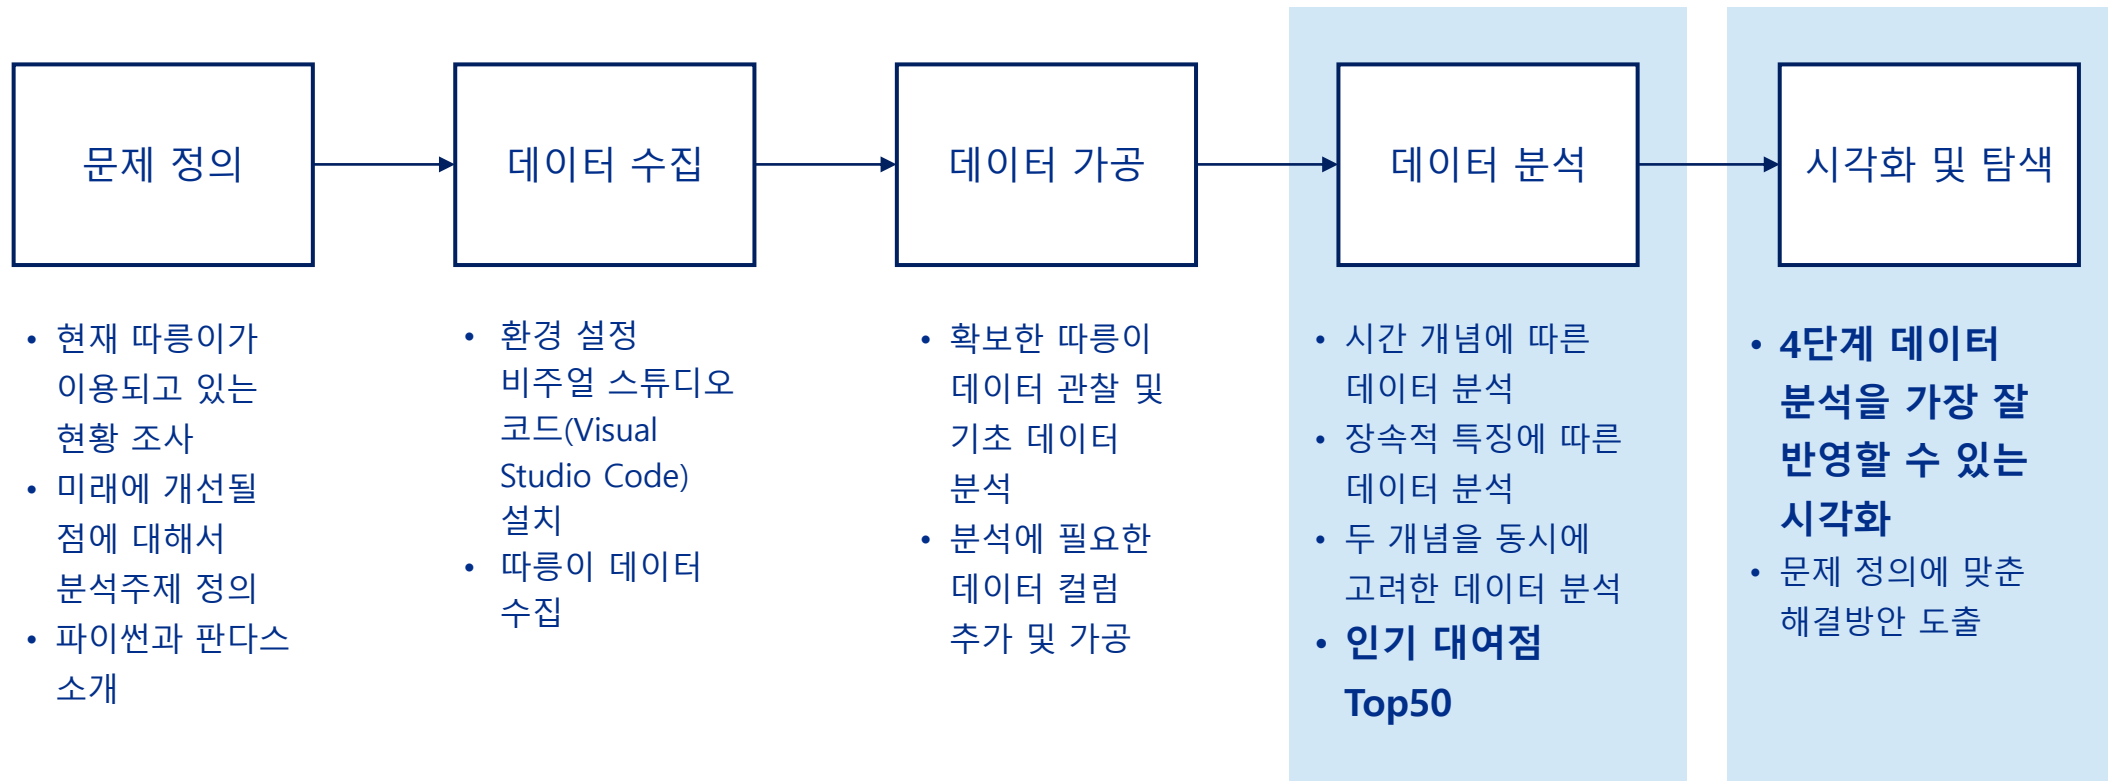 문제 정의
데이터 수집
데이터 가공
데이터 분석
시각화 및 탐색
• 현재 따릉이가
이용되고 있는
현황 조사
• 미래에 개선될
점에 대해서
분석주제 정의
• 파이썬과 판다스
소개
• 환경 설정
비주얼 스튜디오
코드(Visual
Studio Code)
설치
• 따릉이 데이터
수집
• 확보한 따릉이
데이터 관찰 및
기초 데이터
분석
• 분석에 필요한
데이터 컬럼
추가 및 가공
• 시간 개념에 따른
데이터 분석
• 장속적 특징에 따른
데이터 분석
• 두 개념을 동시에
고려한 데이터 분석
• 인기 대여점
Top50
• 4단계 데이터
분석을 가장 잘
반영할 수 있는
시각화
• 문제 정의에 맞춘
해결방안 도출